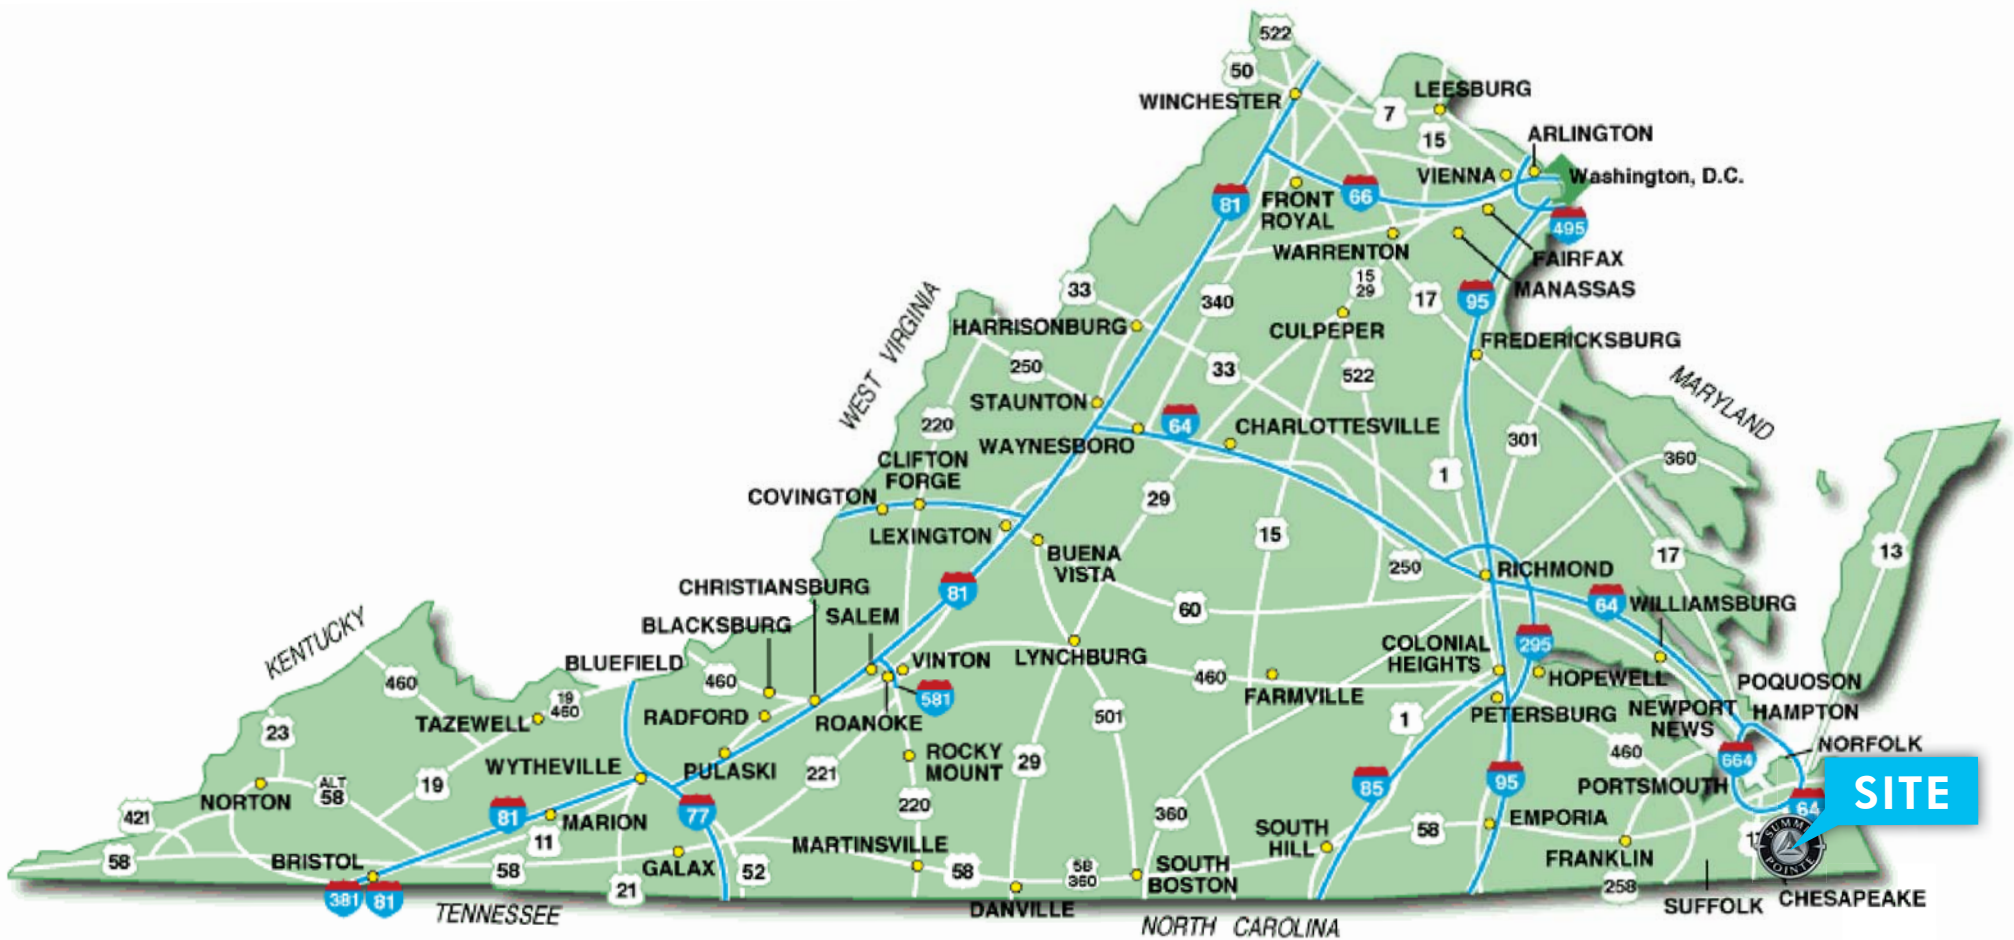 522
50
LEESBURG
WINCHESTER
7
15
ARLINGTON
VIENNA
Washington, D.C.
81
FRONT
ROYAL
66
495
WARRENTON
FAIRFAX
MANASSAS
33
340
15
29
17
95
WEST VIRGINIA
HARRISONBURG
CULPEPER
FREDERICKSBURG
250
33
522
MARYLAND
STAUNTON
220
64
CHARLOTTESVILLE
WAYNESBORO
301
360
1
CLIFTON
FORGE
COVINGTON
29
LEXINGTON
15
BUENA
VISTA
250
17
13
RICHMOND
CHRISTIANSBURG
81
SALEM
60
64
WILLIAMSBURG
KENTUCKY
BLACKSBURG
BLUEFIELD
VINTON
LYNCHBURG
COLONIAL
HEIGHTS
295
460
19
460
460
581
460
FARMVILLE
HOPEWELL
POQUOSON
TAZEWELL
RADFORD
ROANOKE
501
1
PETERSBURG
NEWPORT
NEWS
HAMPTON
23
WYTHEVILLE
PULASKI
221
ROCKY
MOUNT
29
460
664
NORFOLK
NORTON
ALT
58
19
85
95
PORTSMOUTH
64
SITE
421
81
MARION
77
220
360
11
MARTINSVILLE
SOUTH
HILL
58
EMPORIA
SUMMIT
POINTE
58
BRISTOL
58
GALAX
52
58
58
360
SOUTH
BOSTON
FRANKLIN
258
381
81
21
DANVILLE
SUFFOLK
CHESAPEAKE
TENNESSEE
NORTH CAROLINA